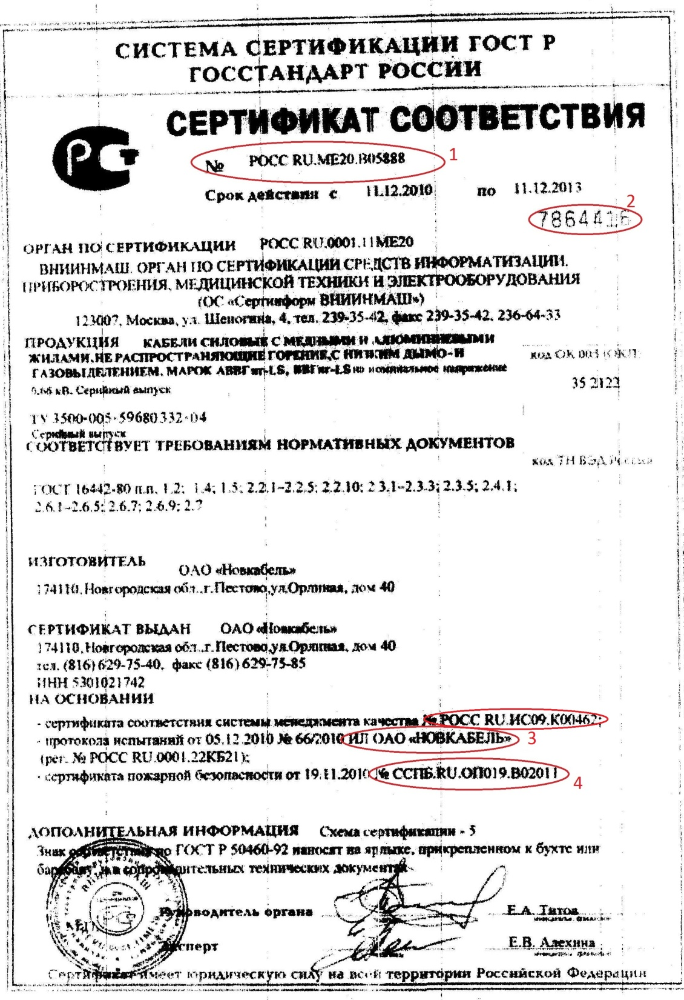 СИСТЕМА СЕРТИФИКАЦИИ ГОСТ Р
ГОССТАНДАРТ РОССИИ
СЕРТИФИКАТ СООТВЕТСТВИЯ
РС
№ РОСС RU.ME20.B05888
1
Срок действия с 11.12.2010 по 11.12.2013
2
7864416
ОРГАН ПО СЕРТИФИКАЦИИ РОСС RU.0001.11ME20
ВНИИНМАШ. ОРГАН ПО СЕРТИФИКАЦИИ СРЕДСТВ ИНФОРМАТИЗАЦИИ,
ПРИБОРОСТРОЕНИЯ, МЕДИЦИНСКОЙ ТЕХНИКИ И ЭЛЕКТРООБОРУДОВАНИЯ
(ОС «Сертинформ ВНИИНМАШ»)
123007, Москва, ул. Шеногина, 4, тел. 239-35-42, факс 239-35-42, 236-64-33
ПРОДУКЦИЯ КАБЕЛИ СИЛОВЫЕ С МЕДНЫМИ И АЛЮМИНИЕВЫМИ
ЖИЛАМИ, НЕ РАСПРОСТРАНЯЮЩИЕ ГОРЕНИЕ, С НИЗКИМ ДЫМО- И
код ОК 003 (ОКП)
ГАЗОВЫДЕЛЕНИЕМ, МАРОК АВВГнг-LS, ВВГнг-LS но номинальное напряжение
35 2122
0,66 кВ. Серийный выпуск
ТУ 3500-005-59680332-04
Серийный выпуск
СООТВЕТСТВУЕТ ТРЕБОВАНИЯМ НОРМАТИВНЫХ ДОКУМЕНТОВ
код ТН ВЭД России
ГОСТ 16442-80 п.п. 1.2; 1.4; 1.5; 2.2.1-2.2.5; 2.2.10; 2.3.1-2.3.3; 2.3.5; 2.4.1;
2.6.1-2.6.5; 2.6.7; 2.6.9; 2.7
ИЗГОТОВИТЕЛЬ
ОАО «Новкабель»
174110, Новгородская обл., г. Пестово, ул. Орлиная, дом 40
СЕРТИФИКАТ ВЫДАН ОАО «Новкабель»
174110, Новгородская обл., г. Пестово, ул. Орлиная, дом 40
тел. (816) 629-75-40, факс (816) 629-75-85
ИНН 5301021742
НА ОСНОВАНИИ
- сертификата соответствия системы менеджмента качества № РОСС RU.ИС09.К00462;
- протокола испытаний от 05.12.2010 № 66/2010 ИЛ ОАО «НОВКАБЕЛЬ»
3
(рег. № РОСС RU.0001.22КБ21);
- сертификата пожарной безопасности от 19.11.2010 № ССПБ.RU.ОП019.В02011
4
ДОПОЛНИТЕЛЬНАЯ ИНФОРМАЦИЯ Схема сертификации - 5
Знак соответствия по ГОСТ Р 50460-92 наносят на ярлыке, прикрепленном к бухте или
барабану, и в сопроводительных технических документах
Руководитель органа Е.А. Титов
инициалы, фамилия
Эксперт Е.В. Алехина
инициалы, фамилия
Сертификат имеет юридическую силу на всей территории Российской Федерации